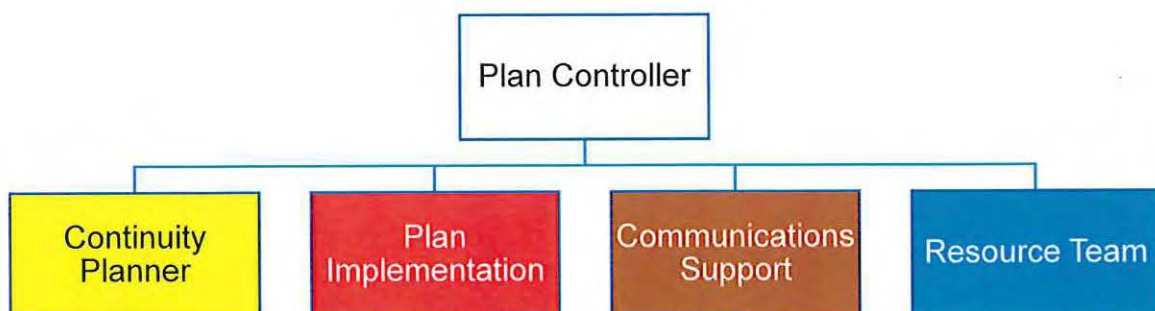 Plan Controller
Continuity
Planner
Plan
Implementation
Communications
Support
Resource Team